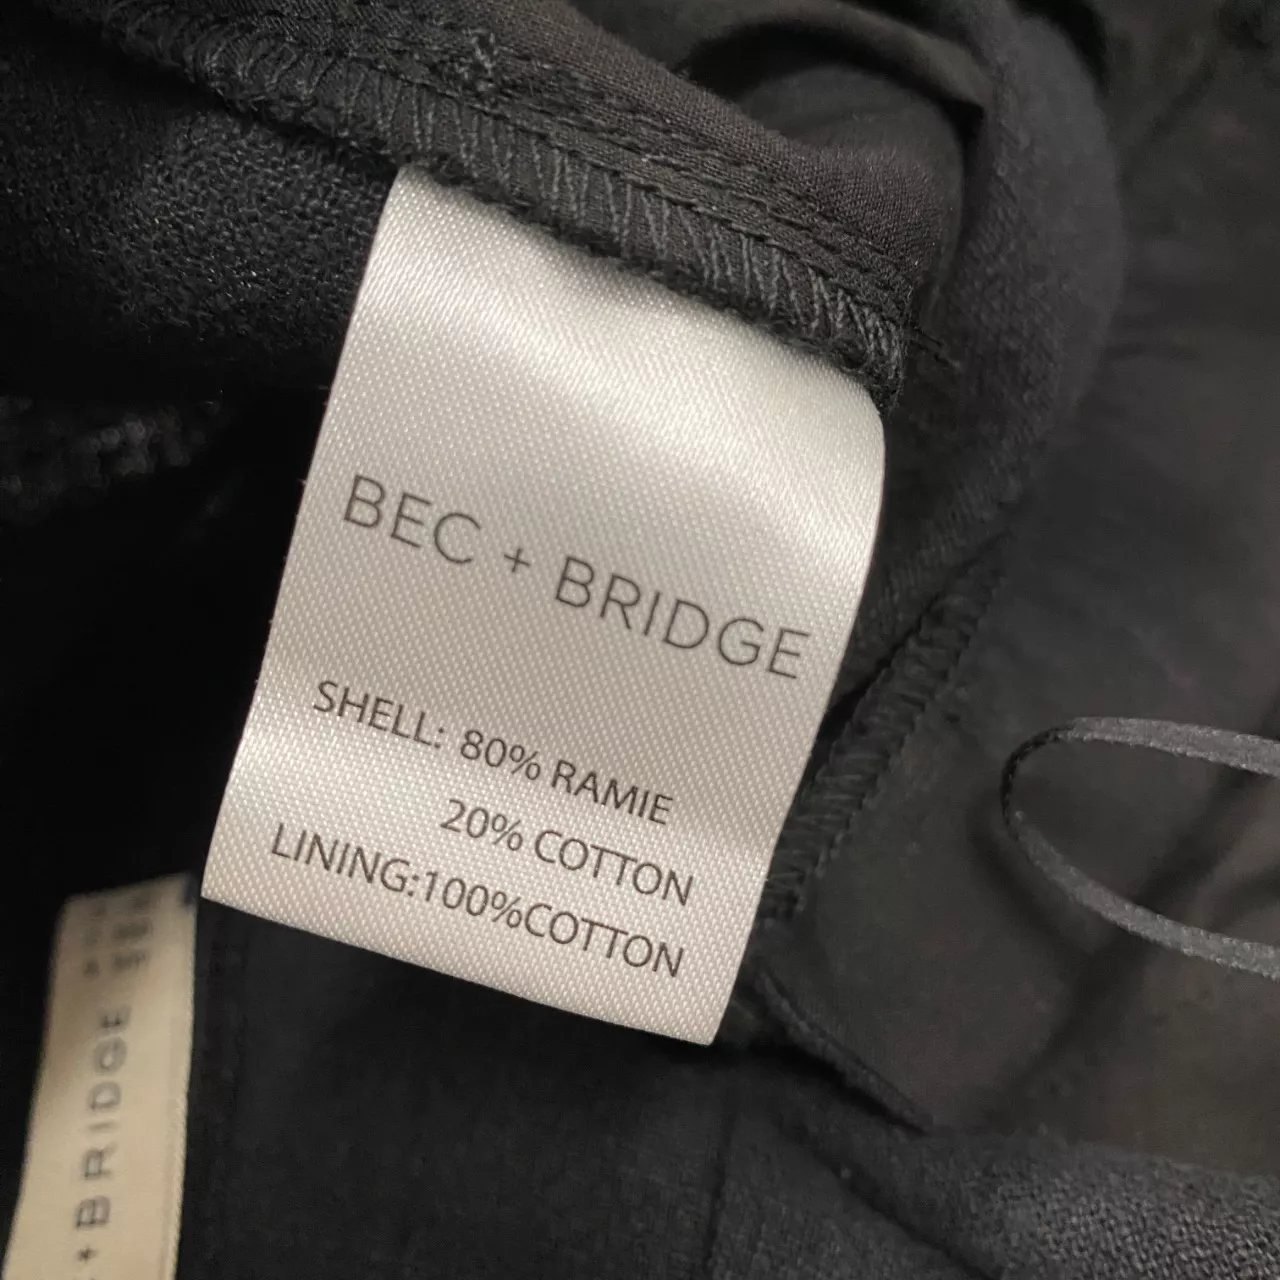 BEC + BRIDGE
SHELL: 80% RAMIE
20% COTTON
LINING:100%COTTON
+ BRIDGE